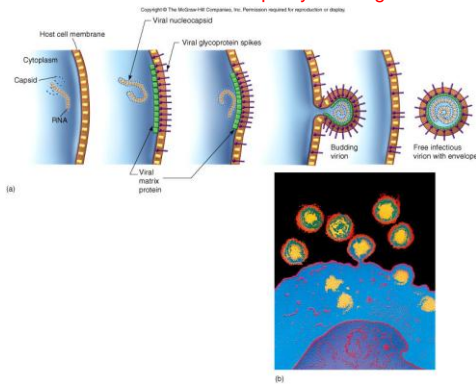 Copyright © The McGraw-Hill Companies, Inc. Permission required for reproduction or display.
Viral nucleocapsid
Host cell membrane
Viral glycoprotein spikes
Cytoplasm
Capsid
RNA
Budding
virion
Free infectious
virion with envelope
Viral
matrix
protein
(a)
(b)